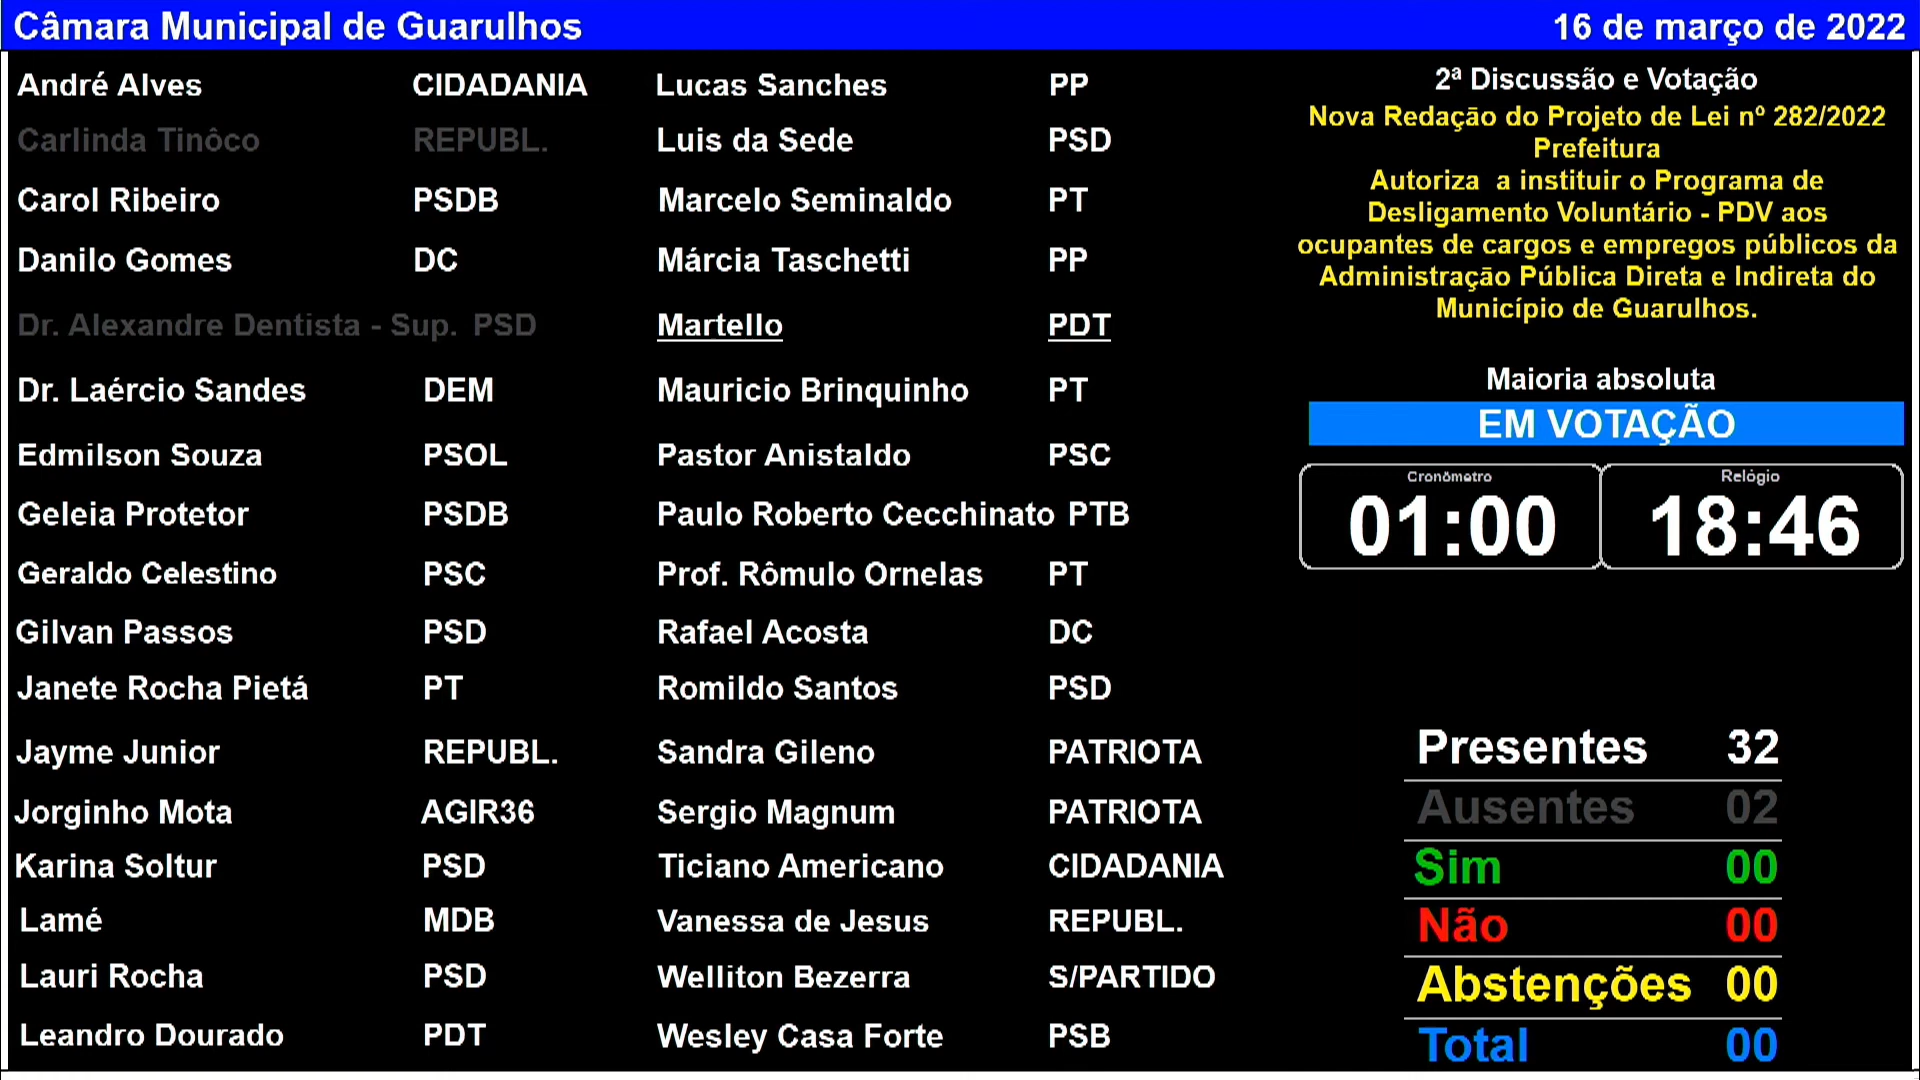 Câmara Municipal de Guarulhos 16 de março de 2022
André Alves CIDADANIA Lucas Sanches PP
Carlinda Tinôco REPUBL. Luis da Sede PSD
Carol Ribeiro PSDB Marcelo Seminaldo PT
Danilo Gomes DC Márcia Taschetti PP
Dr. Alexandre Dentista - Sup. PSD Martello PDT
Dr. Laércio Sandes DEM Mauricio Brinquinho PT
Edmilson Souza PSOL Pastor Anistaldo PSC
Geleia Protetor PSDB Paulo Roberto Cecchinato PTB
Geraldo Celestino PSC Prof. Rômulo Ornelas PT
Gilvan Passos PSD Rafael Acosta DC
Janete Rocha Pietá PT Romildo Santos PSD
Jayme Junior REPUBL. Sandra Gileno PATRIOTA
Jorginho Mota AGIR36 Sergio Magnum PATRIOTA
Karina Soltur PSD Ticiano Americano CIDADANIA
Lamé MDB Vanessa de Jesus REPUBL.
Lauri Rocha PSD Welliton Bezerra S/PARTIDO
Leandro Dourado PDT Wesley Casa Forte PSB
2ª Discussão e Votação
Nova Redação do Projeto de Lei nº 282/2022
Prefeitura
Autoriza a instituir o Programa de
Desligamento Voluntário - PDV aos
ocupantes de cargos e empregos públicos da
Administração Pública Direta e Indireta do
Município de Guarulhos.
Maioria absoluta
EM VOTAÇÃO
Cronômetro Relógio
01:00 18:46
Presentes 32
Ausentes 02
Sim 00
Não 00
Abstenções 00
Total 00